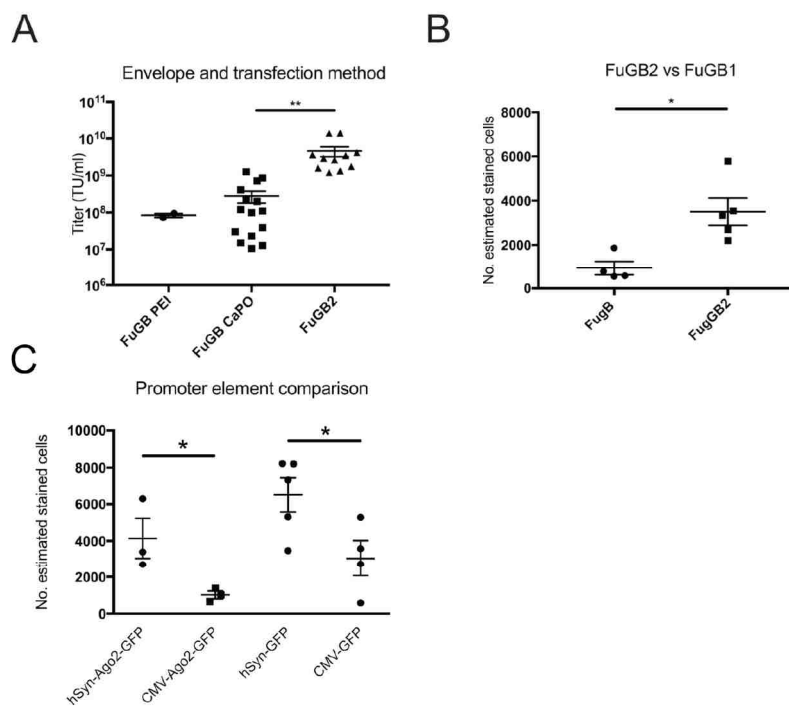 A
Envelope and transfection method
Titer (TU/ml)
10^11
10^10
10^9
10^8
10^7
10^6
**
FuGB PEI
FuGB CaPO
FuGB2
B
FuGB2 vs FuGB1
No. estimated stained cells
8000
6000
4000
2000
0
*
FugB
FugGB2
C
Promoter element comparison
No. estimated stained cells
10000
8000
6000
4000
2000
0
*
*
hSyn-Ago2-GFP
CMV-Ago2-GFP
hSyn-GFP
CMV-GFP